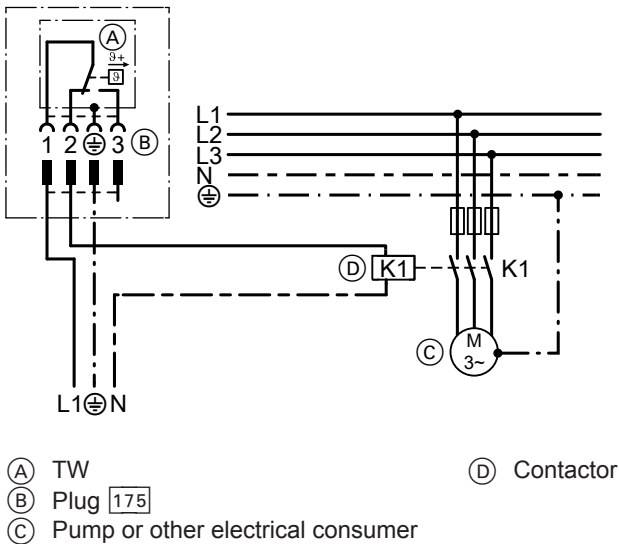 A
ϑ+
ϑ
1 2 3 B
L1
L2
L3
N
D K1 K1
C M
3~
L1 N
A TW
B Plug 175
C Pump or other electrical consumer
D Contactor